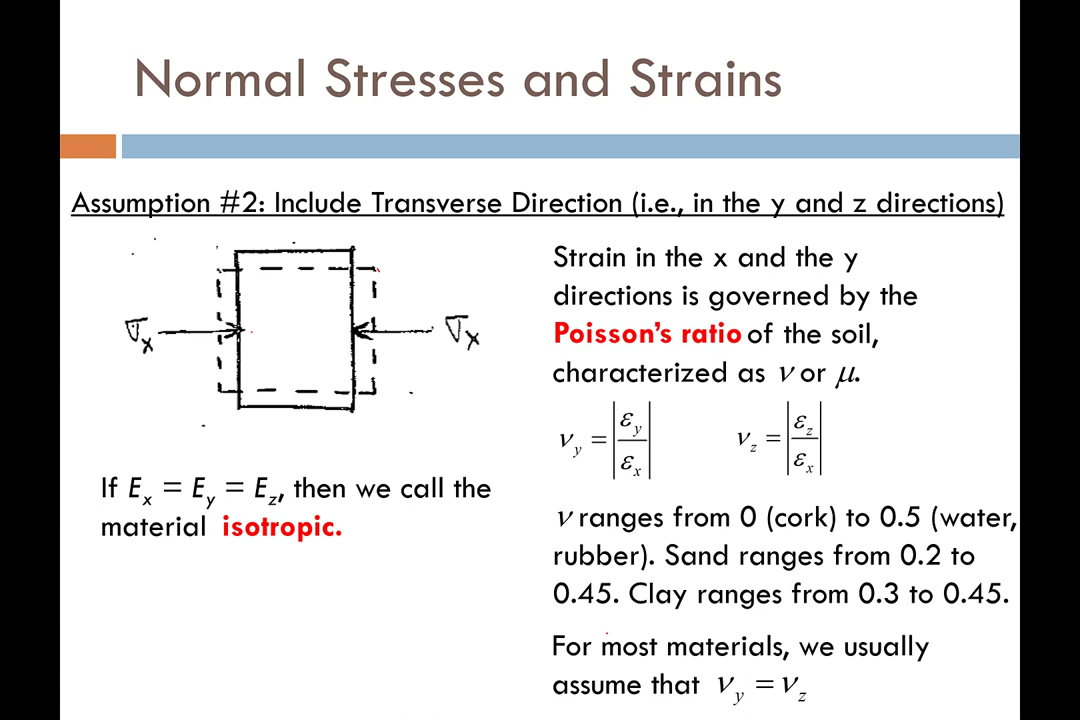 Normal Stresses and Strains
Assumption #2: Include Transverse Direction (i.e., in the y and z directions)
σx
σx
If Ex = Ey = Ez, then we call the
material isotropic.
Strain in the x and the y
directions is governed by the
Poisson's ratio of the soil,
characterized as ν or μ.
νy = |εy/εx| νz = |εz/εx|
ν ranges from 0 (cork) to 0.5 (water,
rubber). Sand ranges from 0.2 to
0.45. Clay ranges from 0.3 to 0.45.
For most materials, we usually
assume that νy = νz